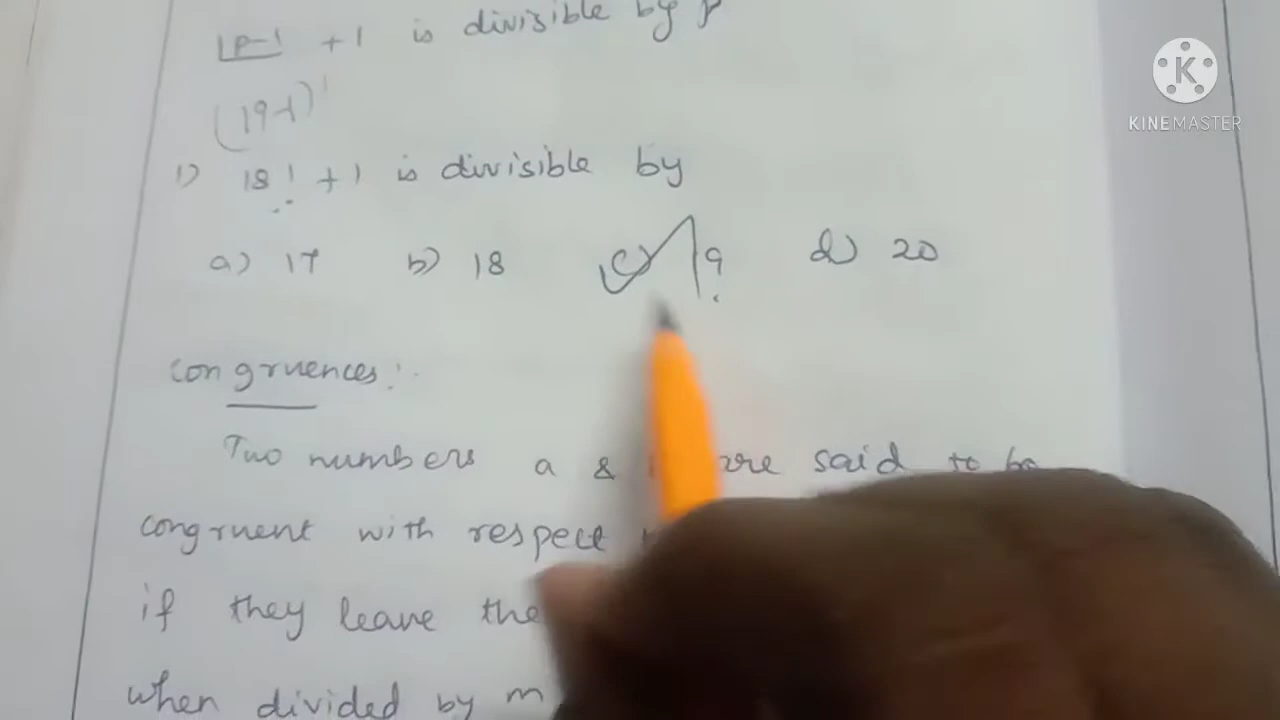 |p-1 +1 is divisible by p
(19-1)!
1) 18! +1 is divisible by
a) 17 b) 18 c) 19 d) 20
KINEMASTER
congruences:
Two numbers a & are said to be
congruent with respect
if they leave the
when divided by m